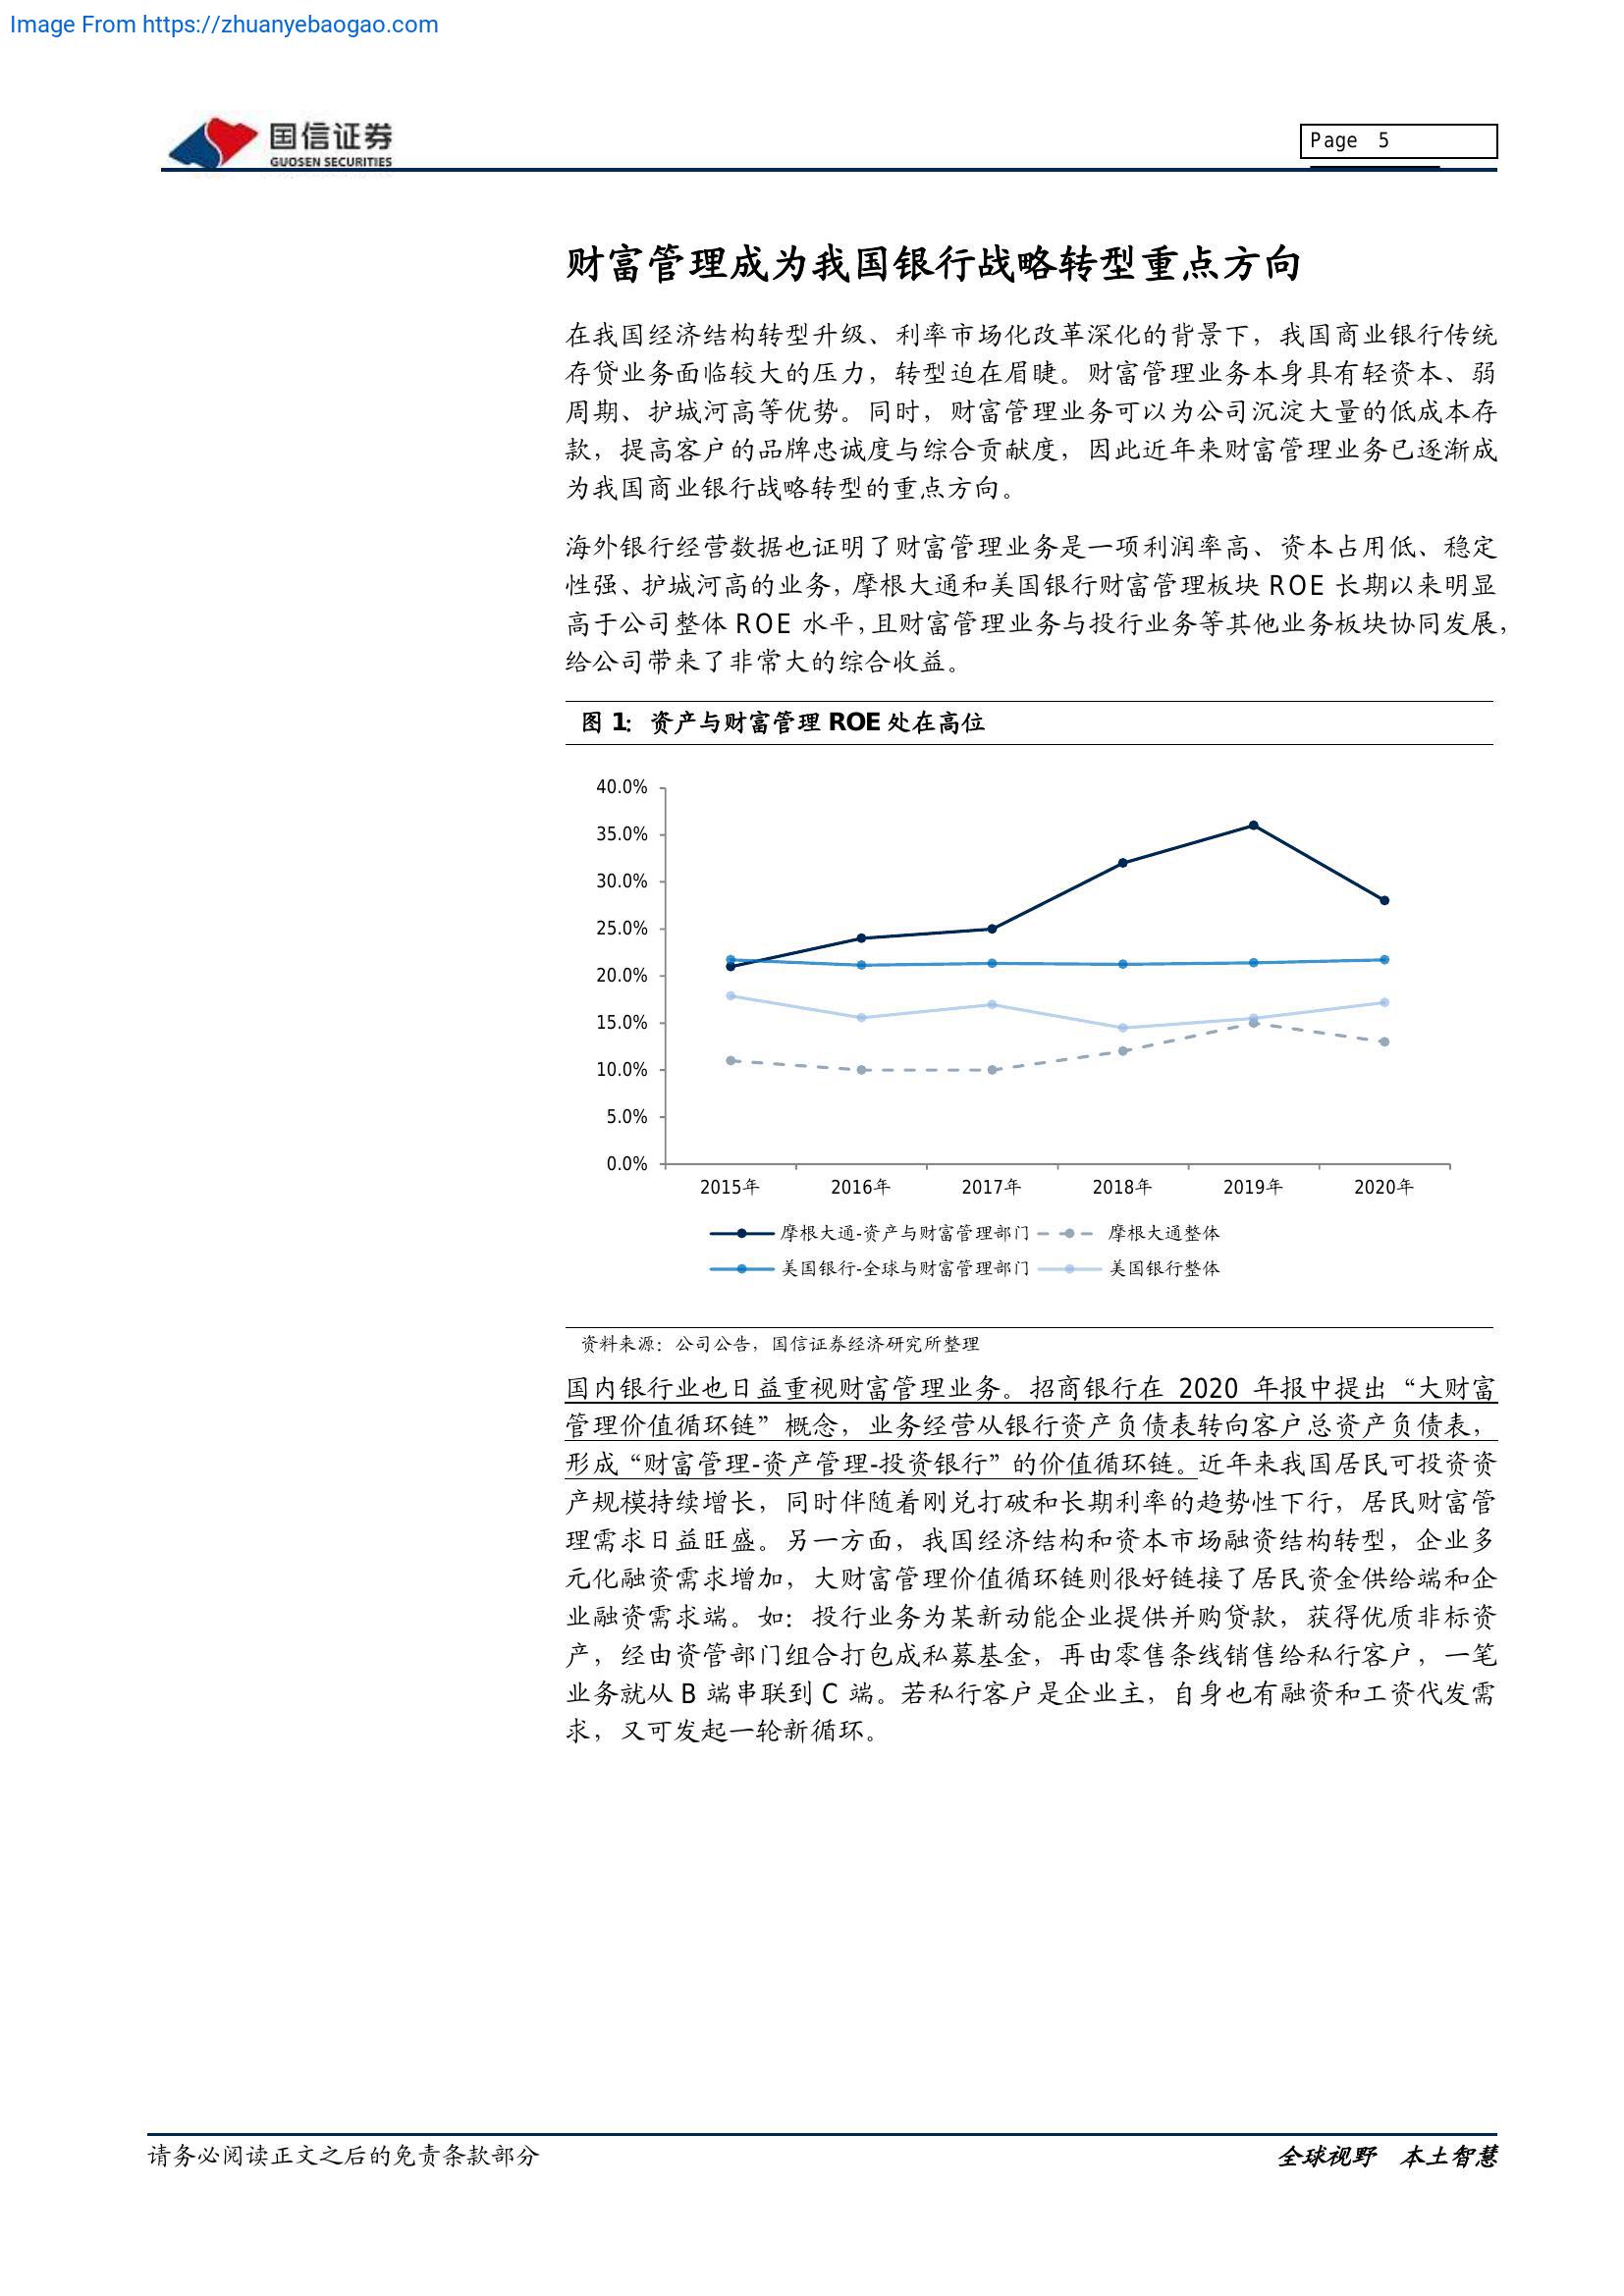 Image From https://zhuanyebaogao.com
国信证券
GUOSEN SECURITIES
Page 5
财富管理成为我国银行战略转型重点方向
在我国经济结构转型升级、利率市场化改革深化的背景下，我国商业银行传统
存贷业务面临较大的压力，转型迫在眉睫。财富管理业务本身具有轻资本、弱
周期、护城河高等优势。同时，财富管理业务可以为公司沉淀大量的低成本存
款，提高客户的品牌忠诚度与综合贡献度，因此近年来财富管理业务已逐渐成
为我国商业银行战略转型的重点方向。
海外银行经营数据也证明了财富管理业务是一项利润率高、资本占用低、稳定
性强、护城河高的业务，摩根大通和美国银行财富管理板块 ROE 长期以来明显
高于公司整体 ROE 水平，且财富管理业务与投行业务等其他业务板块协同发展，
给公司带来了非常大的综合收益。
图 1：资产与财富管理 ROE 处在高位
40.0%
35.0%
30.0%
25.0%
20.0%
15.0%
10.0%
5.0%
0.0%
2015年 2016年 2017年 2018年 2019年 2020年
摩根大通-资产与财富管理部门 摩根大通整体
美国银行-全球与财富管理部门 美国银行整体
资料来源：公司公告，国信证券经济研究所整理
国内银行业也日益重视财富管理业务。招商银行在 2020 年报中提出“大财富
管理价值循环链”概念，业务经营从银行资产负债表转向客户总资产负债表，
形成“财富管理-资产管理-投资银行”的价值循环链。近年来我国居民可投资资
产规模持续增长，同时伴随着刚兑打破和长期利率的趋势性下行，居民财富管
理需求日益旺盛。另一方面，我国经济结构和资本市场融资结构转型，企业多
元化融资需求增加，大财富管理价值循环链则很好链接了居民资金供给端和企
业融资需求端。如：投行业务为某新动能企业提供并购贷款，获得优质非标资
产，经由资管部门组合打包成私募基金，再由零售条线销售给私行客户，一笔
业务就从 B 端串联到 C 端。若私行客户是企业主，自身也有融资和工资代发需
求，又可发起一轮新循环。
请务必阅读正文之后的免责条款部分
全球视野 本土智慧